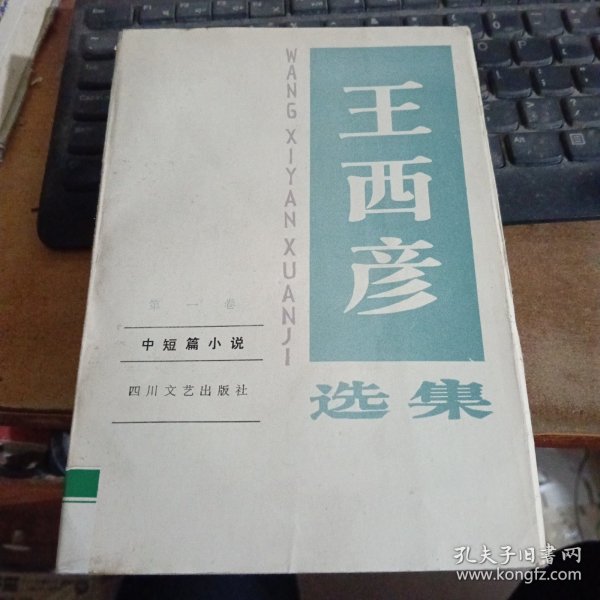 王西彦
选集
WANG XIYAN XUANJI
第一卷
中短篇小说
四川文艺出版社
孔夫子旧书网
www.kongfz.com